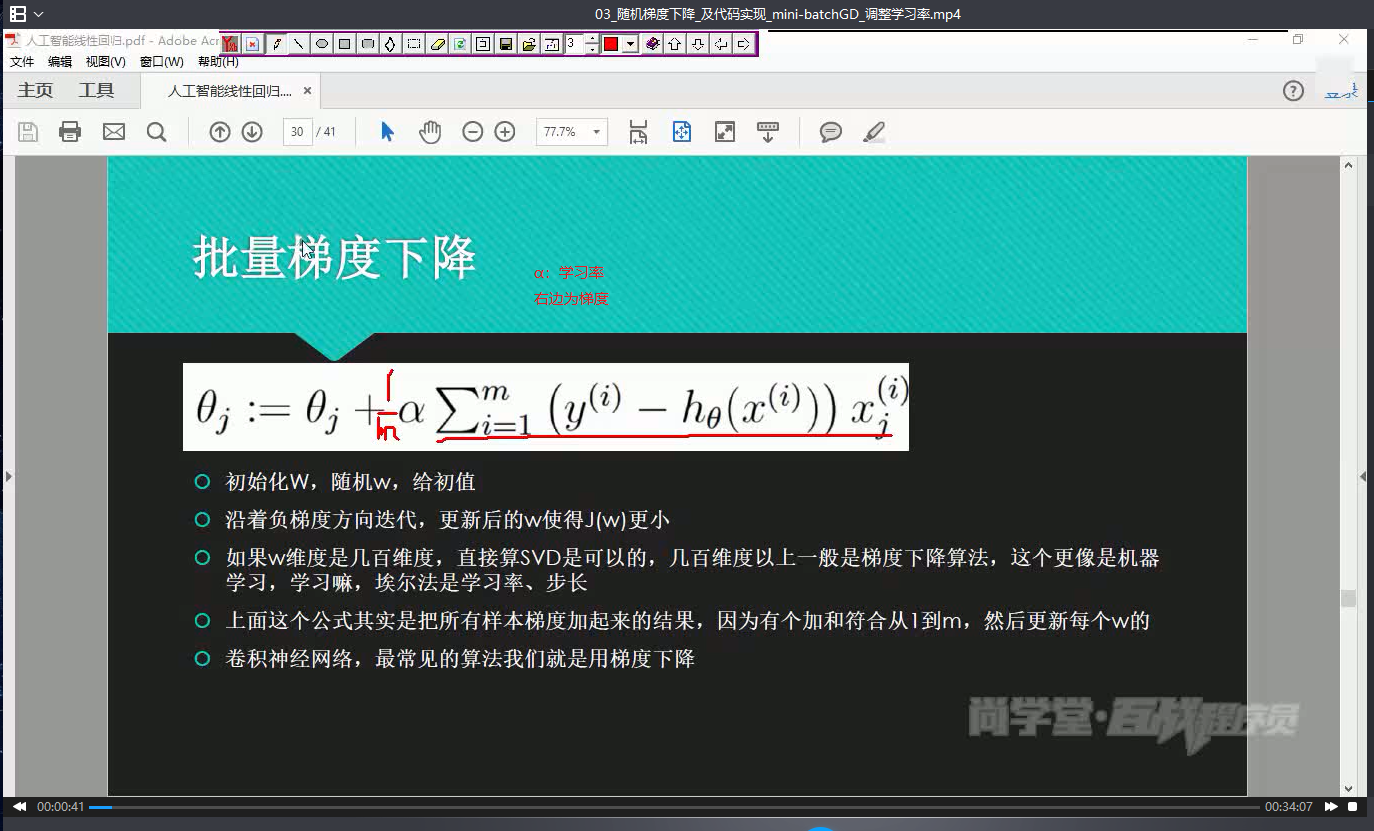 03_随机梯度下降_及代码实现_mini-batchGD_调整学习率.mp4
人工智能线性回归.pdf - Adobe Acr
3
文件 编辑 视图(V) 窗口(W) 帮助(H)
主页 工具 人工智能线性回归.... ×
登录
30 / 41 77.7%
批量梯度下降
α：学习率
右边为梯度
θ_j := θ_j + 1/m α ∑_{i=1}^{m} (y^{(i)} − h_θ(x^{(i)})) x_j^{(i)}
初始化W，随机w，给初值
沿着负梯度方向迭代，更新后的w使得J(w)更小
如果w维度是几百维度，直接算SVD是可以的，几百维度以上一般是梯度下降算法，这个更像是机器
学习，学习嘛，埃尔法是学习率、步长
上面这个公式其实是把所有样本梯度加起来的结果，因为有个加和符合从1到m，然后更新每个w的
卷积神经网络，最常见的算法我们就是用梯度下降
尚学堂·百战程序员
00:00:41 00:34:07